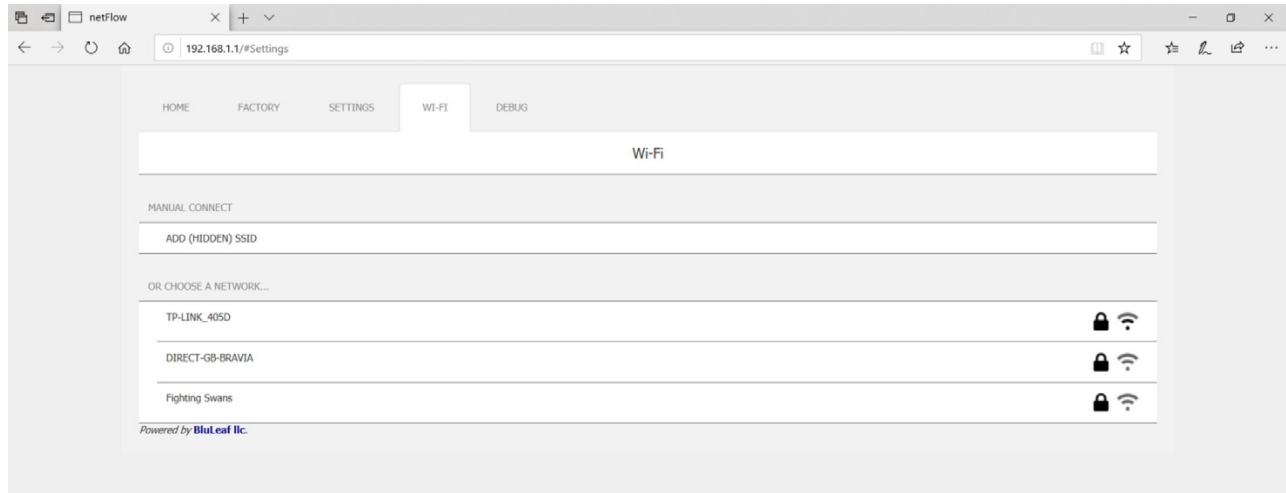 netFlow
192.168.1.1/#Settings
HOME FACTORY SETTINGS WI-FI DEBUG
Wi-Fi
MANUAL CONNECT
ADD (HIDDEN) SSID
OR CHOOSE A NETWORK...
TP-LINK_405D
DIRECT-GB-BRAVIA
Fighting Swans
Powered by BluLeaf llc.